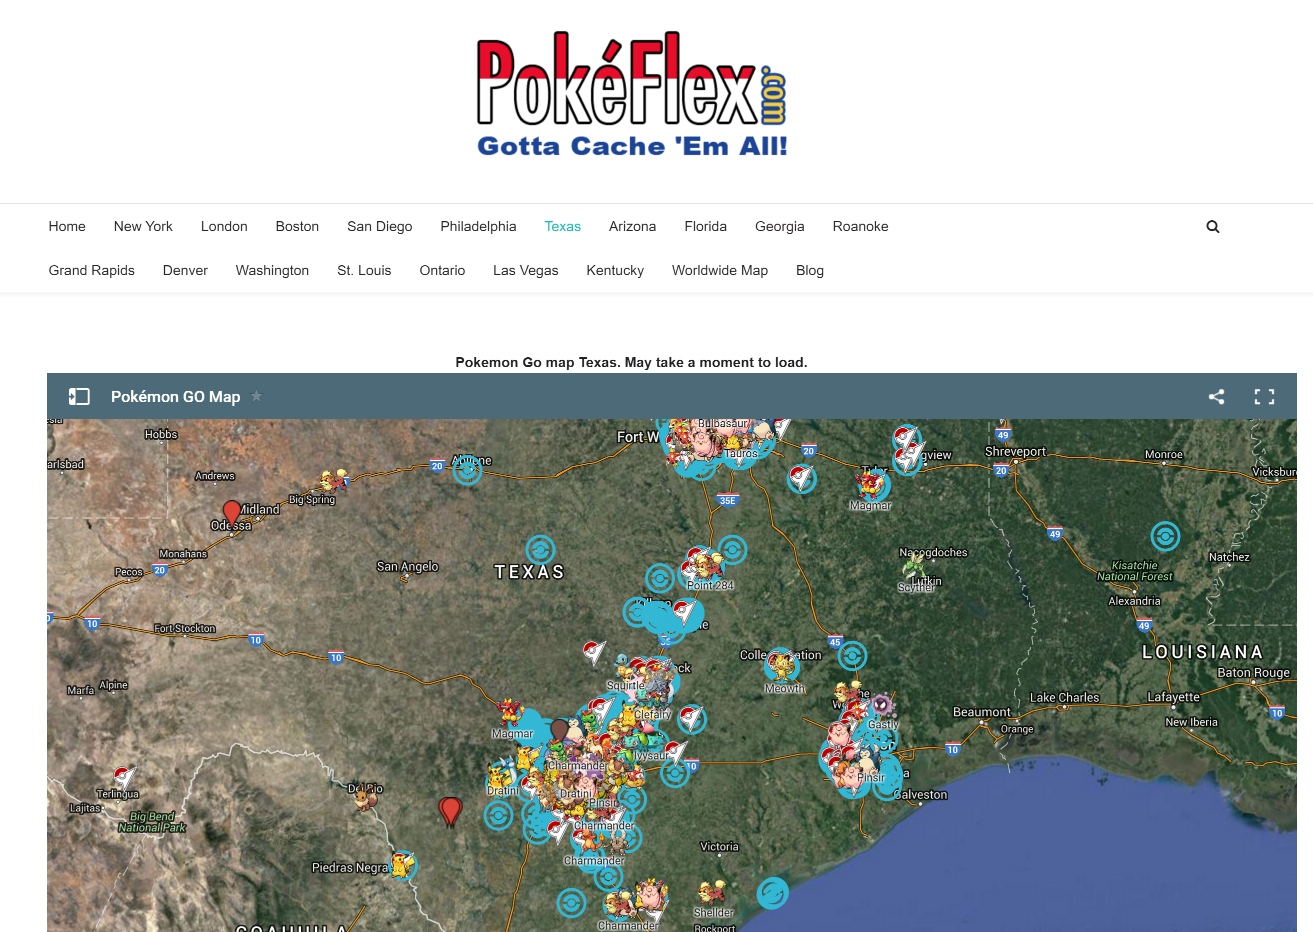 PokéFlex.com
Gotta Cache 'Em All!
Home New York London Boston San Diego Philadelphia Texas Arizona Florida Georgia Roanoke
Grand Rapids Denver Washington St. Louis Ontario Las Vegas Kentucky Worldwide Map Blog
Pokemon Go map Texas. May take a moment to load.
Pokémon GO Map
Hobbs
Fort W
Bulbasaur
Tauros
20
49
gview
Shreveport
Monroe
arlsbad
Andrews
20
20
Vicksburg
Big Spring
Magmar
35E
Midland
Odessa
49
Monahans
Nacogdoches
Natchez
Pecos
20
San Angelo
TEXAS
Point 284
Scyther
Lufkin
Kisatchie
National Forest
Alexandria
10
10
Fort Stockton
10
10
45
49
LOUISIANA
Meowth
Baton Rouge
Marfa
Alpine
Squirtle
Clefairy
Gastly
Lake Charles
Lafayette
Beaumont
New Iberia
10
Orange
10
Magmar
Ivysaur
10
Charmander
Pinsir
Terlingua
Lajitas
Big Bend
National Park
Del Rio
Dratini
Dratini
Pinsir
Galveston
Charmander
Charmander
Victoria
Piedras Negra
Shellder
Charmander
Rockport
COAHUILA